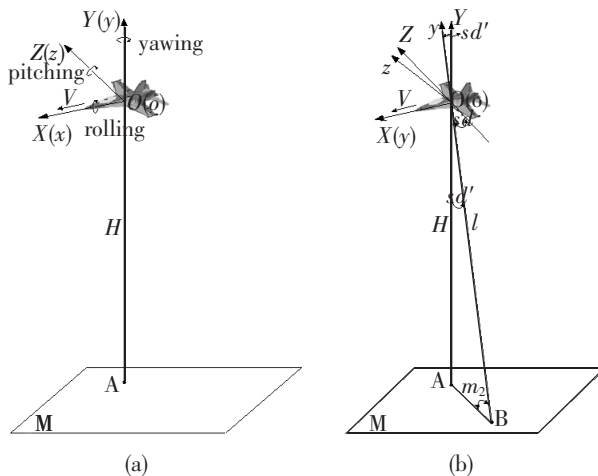 Y(y)
yawing
Z(z)
pitching
V
O(o)
X(x)
rolling
H
A
M
(a)
y
Y
sd′
Z
z
V
O(o)
X(y)
sd
sd′
H
l
A
m2
B
M
(b)